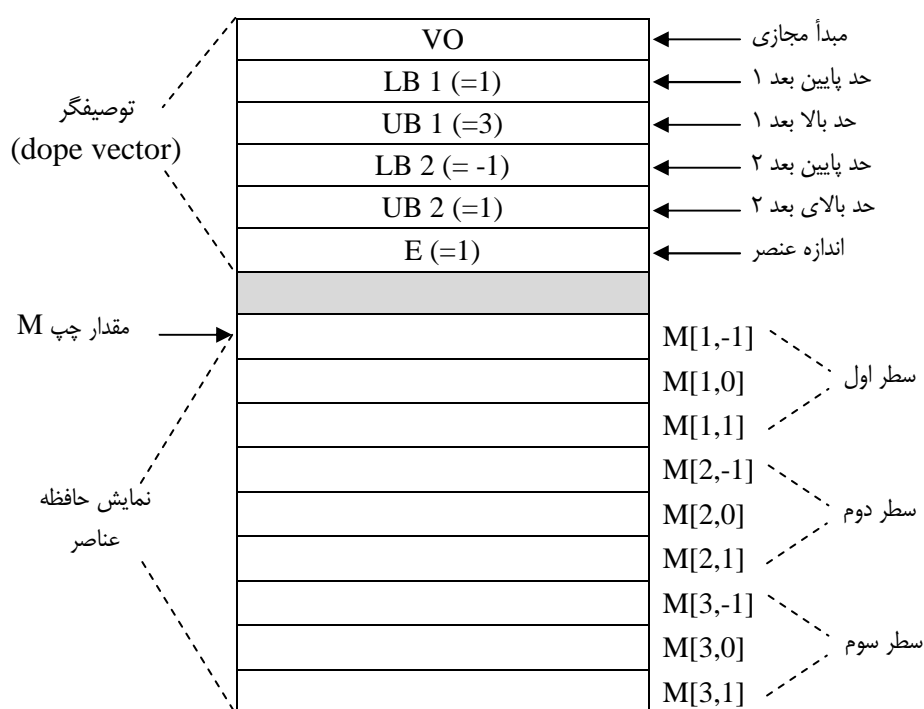 VO
مبدأ مجازی
LB 1 (=1)
حد پایین بعد ۱
UB 1 (=3)
حد بالا بعد ۱
LB 2 (= -1)
حد پایین بعد ۲
UB 2 (=1)
حد بالای بعد ۲
E (=1)
اندازه عنصر
توصیفگر
(dope vector)
مقدار چپ M
M[1,-1]
M[1,0]
M[1,1]
سطر اول
M[2,-1]
M[2,0]
M[2,1]
سطر دوم
M[3,-1]
M[3,0]
M[3,1]
سطر سوم
نمایش حافظه
عناصر